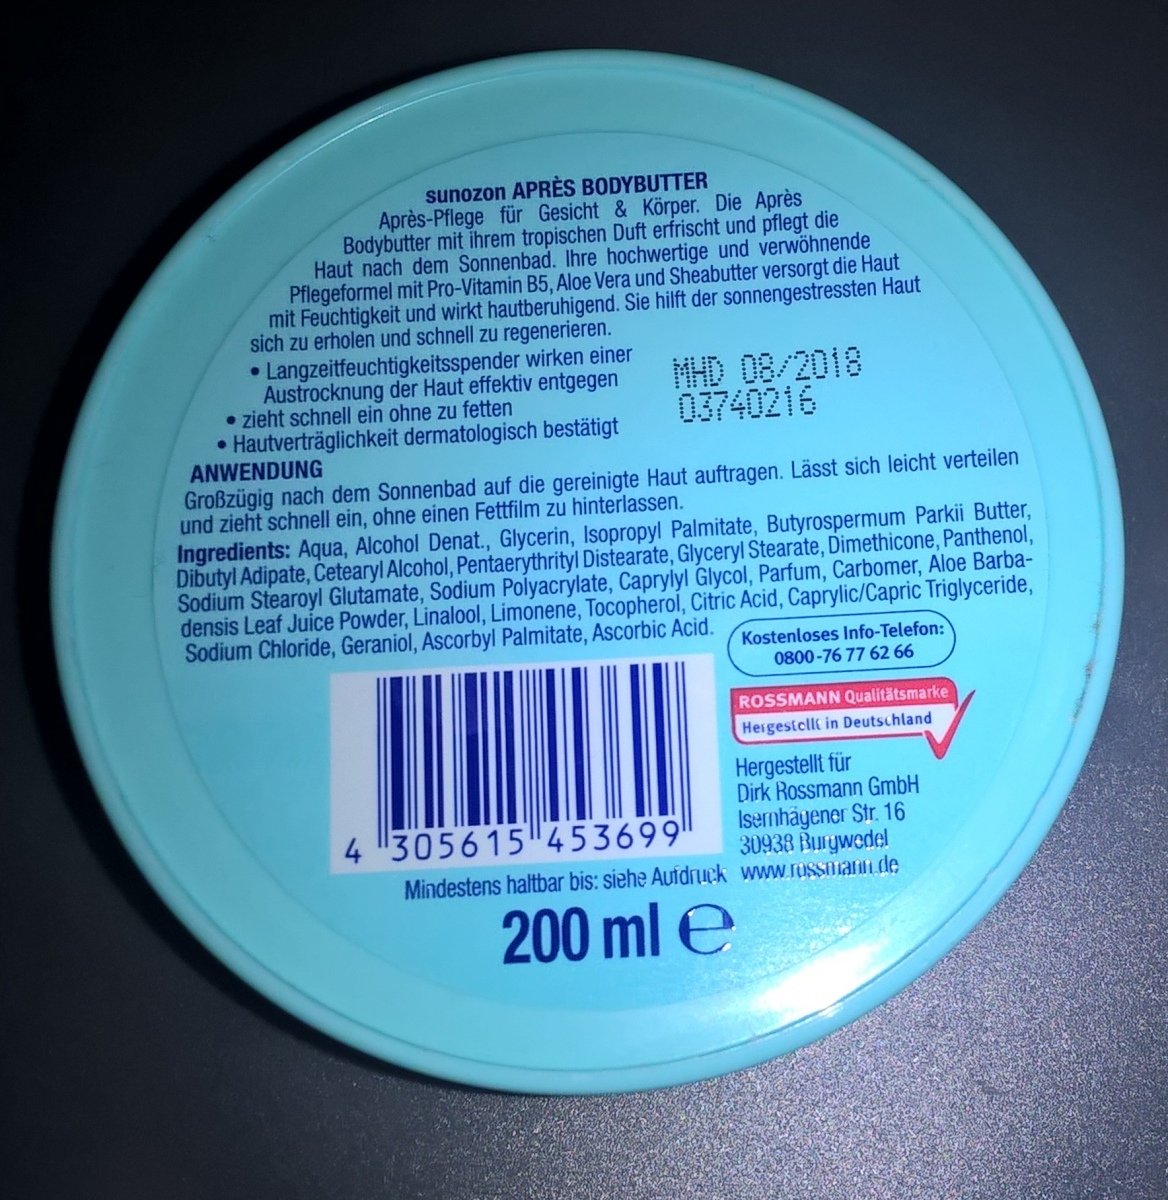 sunozon APRÈS BODYBUTTER
Après-Pflege für Gesicht & Körper. Die Après
Bodybutter mit ihrem tropischen Duft erfrischt und pflegt die
Haut nach dem Sonnenbad. Ihre hochwertige und verwöhnende
Pflegeformel mit Pro-Vitamin B5, Aloe Vera und Sheabutter versorgt die Haut
mit Feuchtigkeit und wirkt hautberuhigend. Sie hilft der sonnengestressten Haut
sich zu erholen und schnell zu regenerieren.
• Langzeitfeuchtigkeitsspender wirken einer
Austrocknung der Haut effektiv entgegen
• zieht schnell ein ohne zu fetten
• Hautverträglichkeit dermatologisch bestätigt
MHD 08/2018
03740216
ANWENDUNG
Großzügig nach dem Sonnenbad auf die gereinigte Haut auftragen. Lässt sich leicht verteilen
und zieht schnell ein, ohne einen Fettfilm zu hinterlassen.
Ingredients: Aqua, Alcohol Denat., Glycerin, Isopropyl Palmitate, Butyrospermum Parkii Butter,
Dibutyl Adipate, Cetearyl Alcohol, Pentaerythrityl Distearate, Glyceryl Stearate, Dimethicone, Panthenol,
Sodium Stearoyl Glutamate, Sodium Polyacrylate, Caprylyl Glycol, Parfum, Carbomer, Aloe Barba-
densis Leaf Juice Powder, Linalool, Limonene, Tocopherol, Citric Acid, Caprylic/Capric Triglyceride,
Sodium Chloride, Geraniol, Ascorbyl Palmitate, Ascorbic Acid.
Kostenloses Info-Telefon:
0800-76 77 62 66
ROSSMANN Qualitätsmarke
Hergestellt in Deutschland
Hergestellt für
Dirk Rossmann GmbH
Isernhägener Str. 16
30938 Burgwedel
www.rossmann.de
4 305615 453699
Mindestens haltbar bis: siehe Aufdruck
200 ml ℮